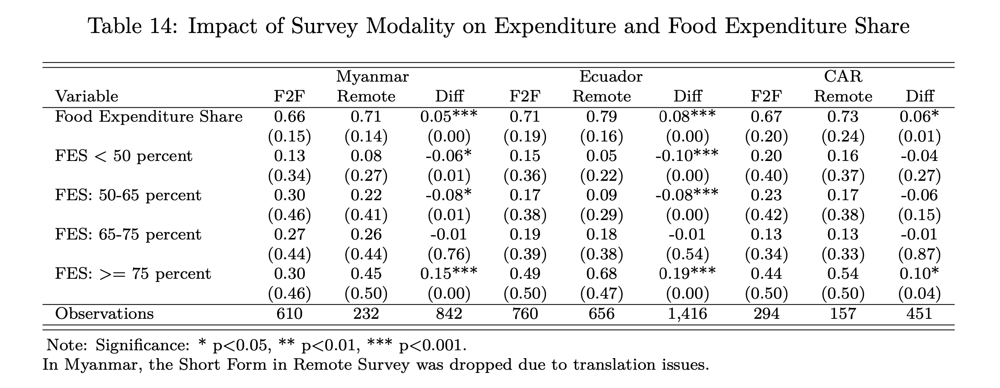 Table 14: Impact of Survey Modality on Expenditure and Food Expenditure Share
Myanmar Ecuador CAR
Variable F2F Remote Diff F2F Remote Diff F2F Remote Diff
Food Expenditure Share 0.66 0.71 0.05*** 0.71 0.79 0.08*** 0.67 0.73 0.06*
(0.15) (0.14) (0.00) (0.19) (0.16) (0.00) (0.20) (0.24) (0.01)
FES < 50 percent 0.13 0.08 -0.06* 0.15 0.05 -0.10*** 0.20 0.16 -0.04
(0.34) (0.27) (0.01) (0.36) (0.22) (0.00) (0.40) (0.37) (0.27)
FES: 50-65 percent 0.30 0.22 -0.08* 0.17 0.09 -0.08*** 0.23 0.17 -0.06
(0.46) (0.41) (0.01) (0.38) (0.29) (0.00) (0.42) (0.38) (0.15)
FES: 65-75 percent 0.27 0.26 -0.01 0.19 0.18 -0.01 0.13 0.13 -0.01
(0.44) (0.44) (0.76) (0.39) (0.38) (0.54) (0.34) (0.33) (0.87)
FES: >= 75 percent 0.30 0.45 0.15*** 0.49 0.68 0.19*** 0.44 0.54 0.10*
(0.46) (0.50) (0.00) (0.50) (0.47) (0.00) (0.50) (0.50) (0.04)
Observations 610 232 842 760 656 1,416 294 157 451
Note: Significance: * p<0.05, ** p<0.01, *** p<0.001.
In Myanmar, the Short Form in Remote Survey was dropped due to translation issues.